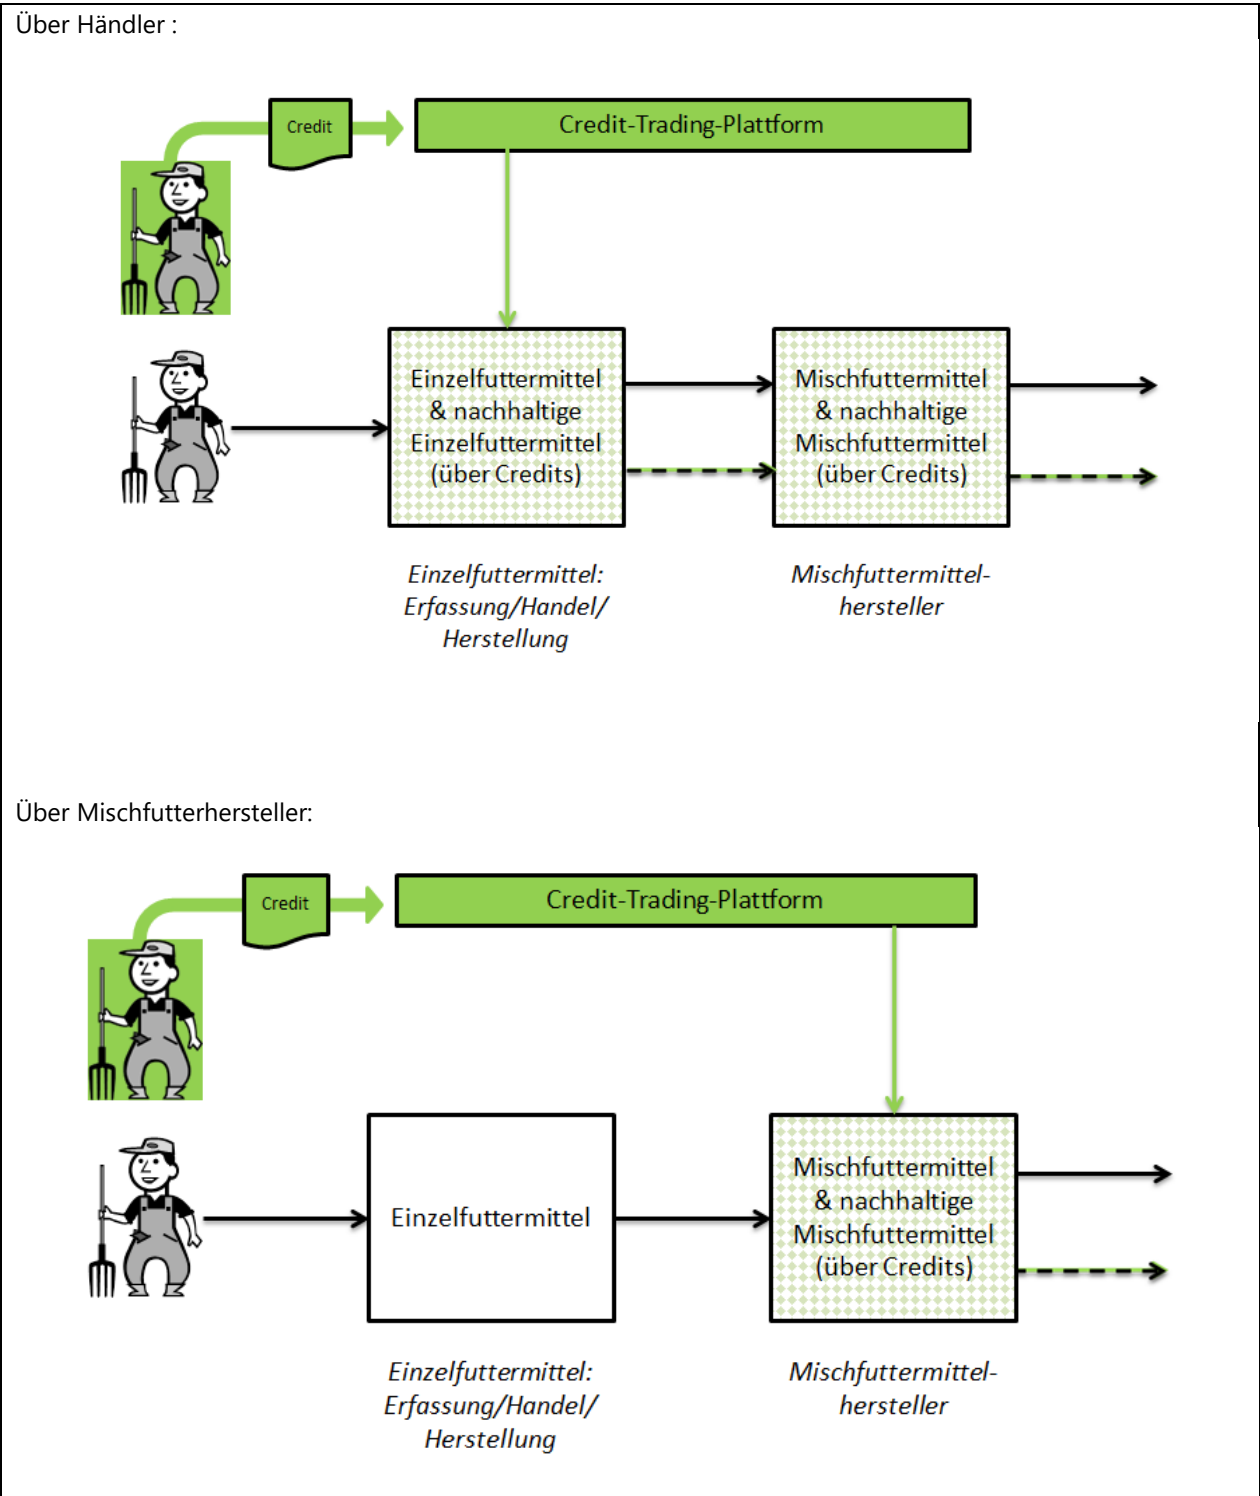 Über Händler :
Credit
Credit-Trading-Plattform
Einzelfuttermittel
& nachhaltige
Einzelfuttermittel
(über Credits)
Mischfuttermittel
& nachhaltige
Mischfuttermittel
(über Credits)
Einzelfuttermittel:
Erfassung/Handel/
Herstellung
Mischfuttermittel-
hersteller
Über Mischfutterhersteller:
Credit
Credit-Trading-Plattform
Einzelfuttermittel
Mischfuttermittel
& nachhaltige
Mischfuttermittel
(über Credits)
Einzelfuttermittel:
Erfassung/Handel/
Herstellung
Mischfuttermittel-
hersteller